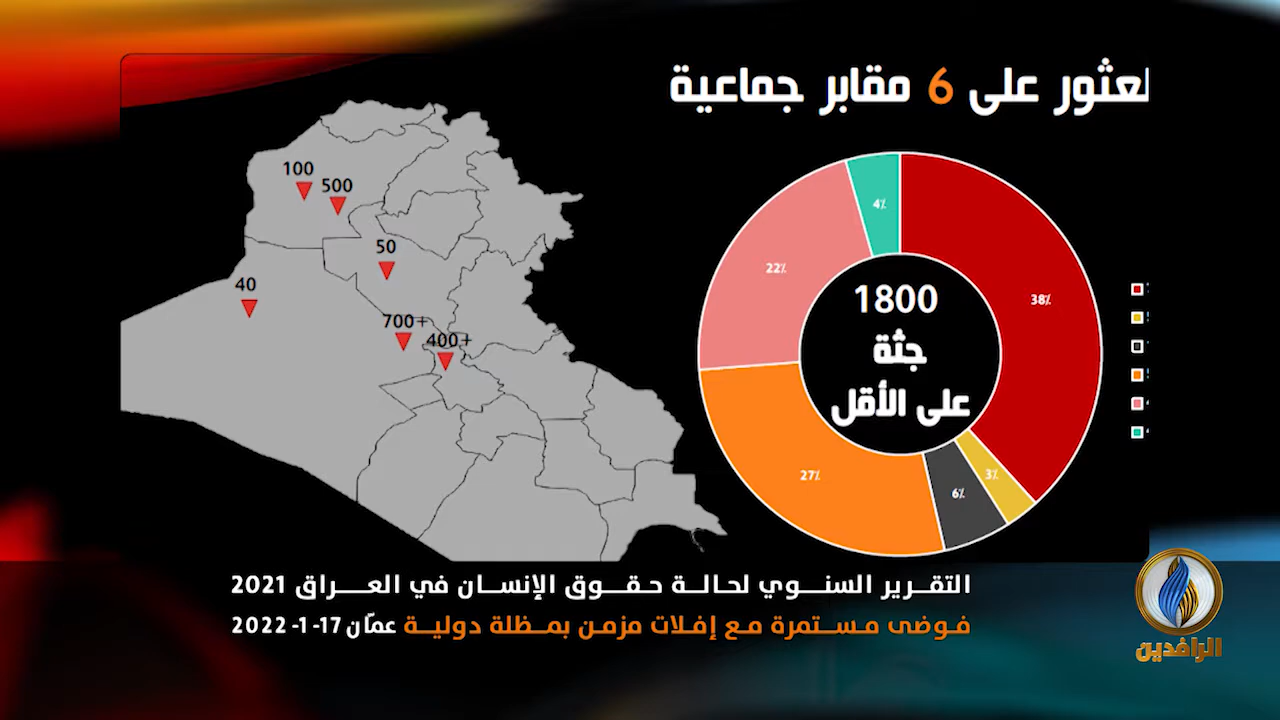 لعثور على 6 مقابر جماعية
100
500
50
40
700+
400+
4٪
22٪
38٪
27٪
6٪
3٪
1800
جثة
على الأقل
التقرير السنوي لحالة حقوق الإنسان في العراق 2021
فوضى مستمرة مع إفلات مزمن بمظلة دولية عمّان 17- 1- 2022
الرافدين